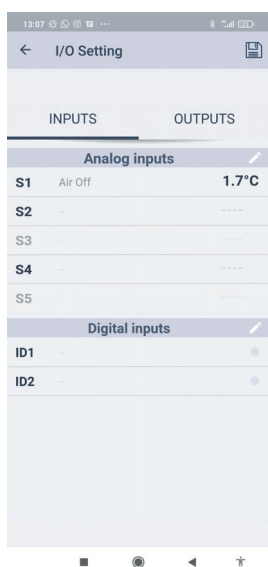 13:07
I/O Setting
INPUTS OUTPUTS
Analog inputs
S1 Air Off 1.7°C
S2 -- ----
S3 -- ----
S4 -- ----
S5 ----
Digital inputs
ID1 --
ID2 --